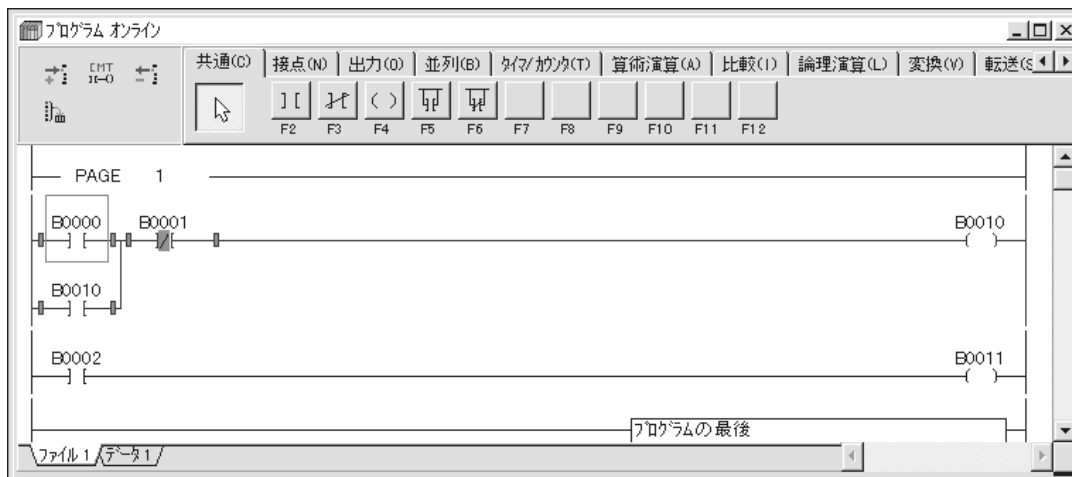 プログラム オンライン
EMT
共通(C) 接点(N) 出力(O) 並列(B) タイマ/カウンタ(T) 算術演算(A) 比較(I) 論理演算(L) 変換(V) 転送(S
F2 F3 F4 F5 F6 F7 F8 F9 F10 F11 F12
PAGE 1
B0000 B0001 B0010
B0010
B0002 B0011
プログラムの最後
ファイル 1 データ 1